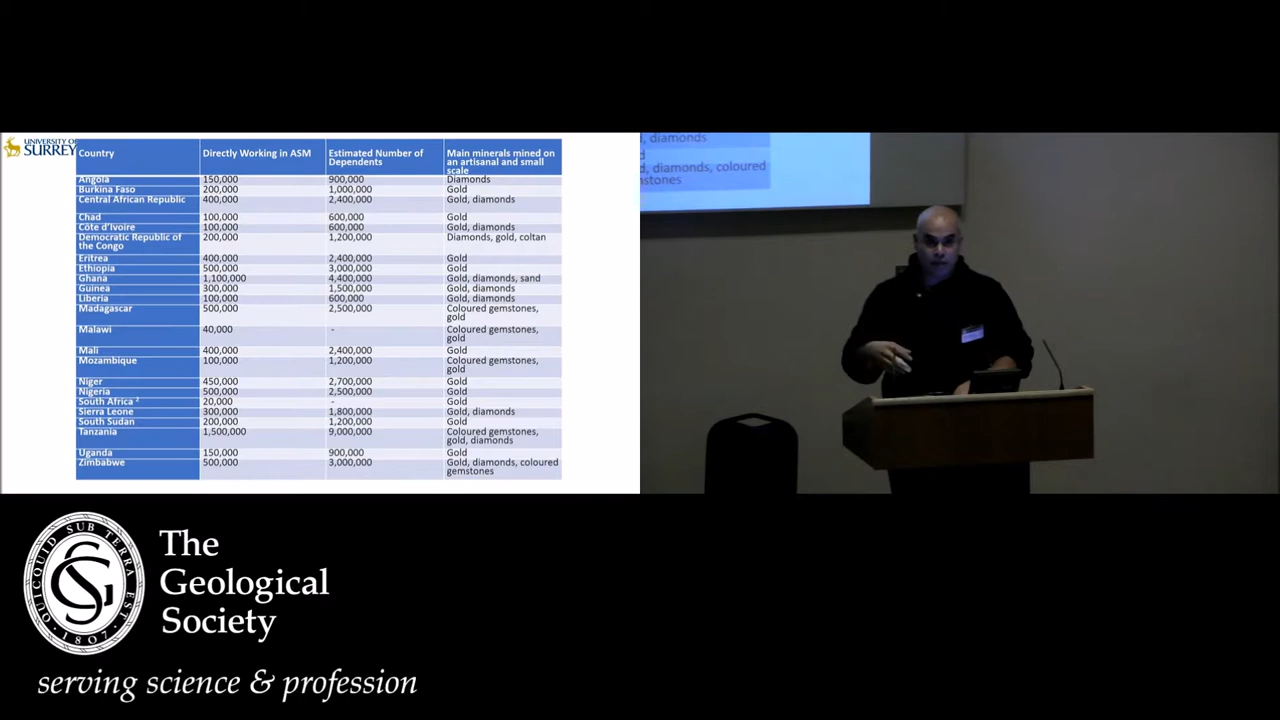 UNIVERSITY OF
SURREY
Country Directly Working in ASM Estimated Number of Dependents Main minerals mined on an artisanal and small scale
Angola 150,000 900,000 Diamonds
Burkina Faso 200,000 1,000,000 Gold
Central African Republic 400,000 2,400,000 Gold, diamonds
Chad 100,000 600,000 Gold
Côte d'Ivoire 100,000 600,000 Gold, diamonds
Democratic Republic of the Congo 200,000 1,200,000 Diamonds, gold, coltan
Eritrea 400,000 2,400,000 Gold
Ethiopia 500,000 3,000,000 Gold
Ghana 1,100,000 4,400,000 Gold, diamonds, sand
Guinea 300,000 1,500,000 Gold, diamonds
Liberia 100,000 600,000 Gold, diamonds
Madagascar 500,000 2,500,000 Coloured gemstones, gold
Malawi 40,000 - Coloured gemstones, gold
Mali 400,000 2,400,000 Gold
Mozambique 100,000 1,200,000 Coloured gemstones, gold
Niger 450,000 2,700,000 Gold
Nigeria 500,000 2,500,000 Gold
South Africa ² 20,000 - Gold
Sierra Leone 300,000 1,800,000 Gold, diamonds
South Sudan 200,000 1,200,000 Gold
Tanzania 1,500,000 9,000,000 Coloured gemstones, gold, diamonds
Uganda 150,000 900,000 Gold
Zimbabwe 500,000 3,000,000 Gold, diamonds, coloured gemstones
diamonds
diamonds, coloured
stones
QUICQUID SUB TERRA EST
1807
The
Geological
Society
serving science & profession